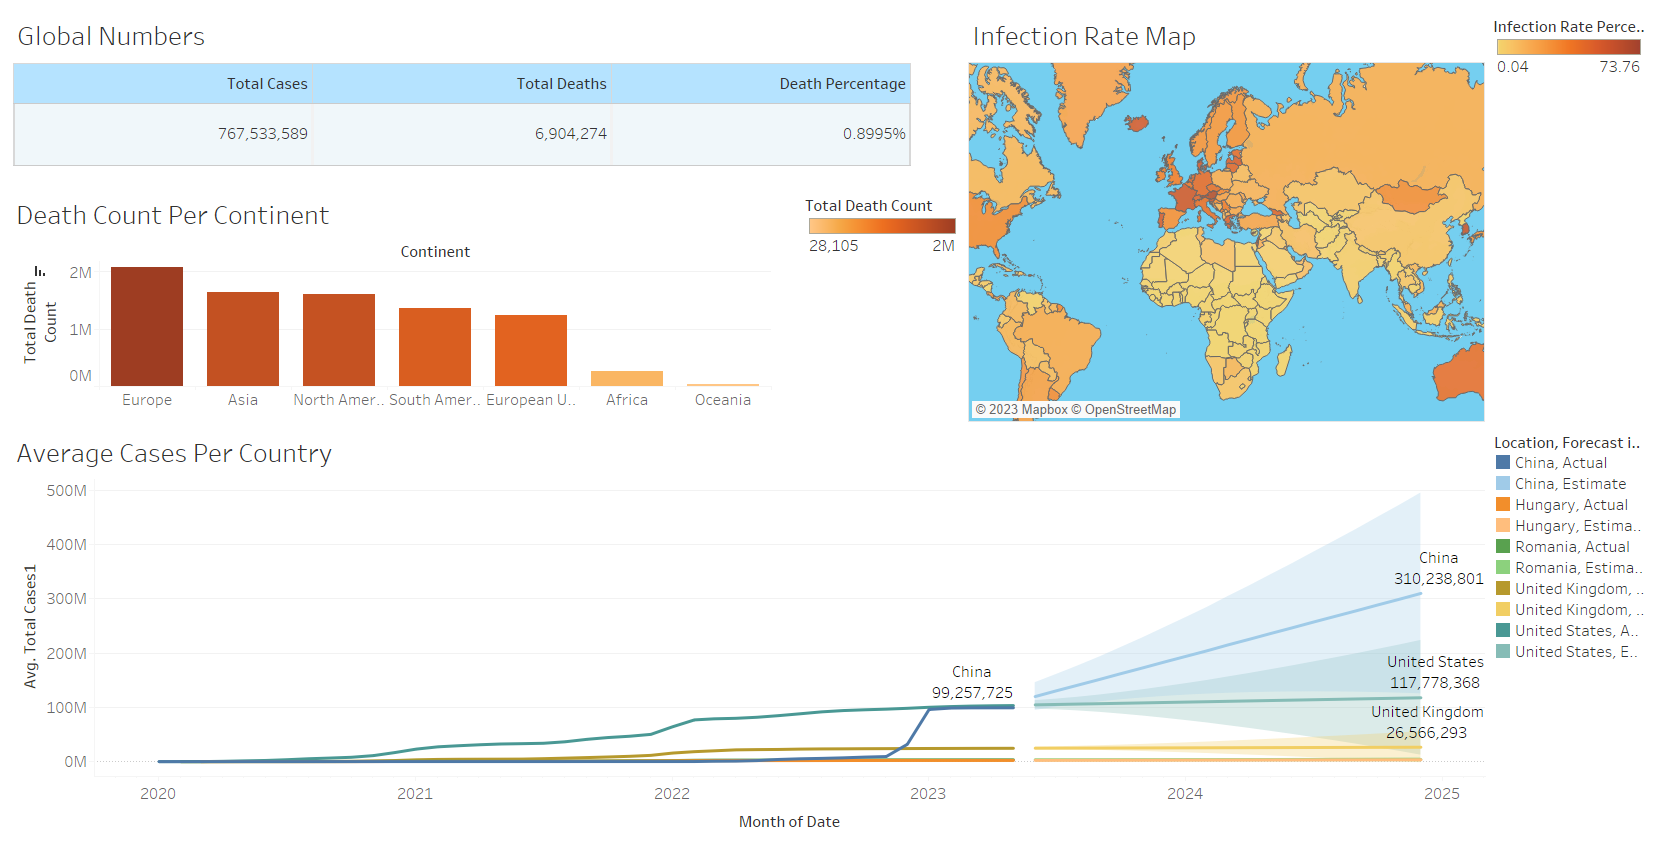 Global Numbers
Total Cases Total Deaths Death Percentage
767,533,589 6,904,274 0.8995%
Death Count Per Continent
Total Death Count
28,105 2M
Continent
Total Death
Count
2M
1M
0M
Europe Asia North Amer.. South Amer.. European U.. Africa Oceania
Infection Rate Map
Infection Rate Perce..
0.04 73.76
© 2023 Mapbox © OpenStreetMap
Average Cases Per Country
Avg. Total Cases1
500M
400M
300M
200M
100M
0M
China
99,257,725
China
310,238,801
United States
117,778,368
United Kingdom
26,566,293
2020 2021 2022 2023 2024 2025
Month of Date
Location, Forecast i..
China, Actual
China, Estimate
Hungary, Actual
Hungary, Estima..
Romania, Actual
Romania, Estima..
United Kingdom, ..
United Kingdom, ..
United States, A..
United States, E..